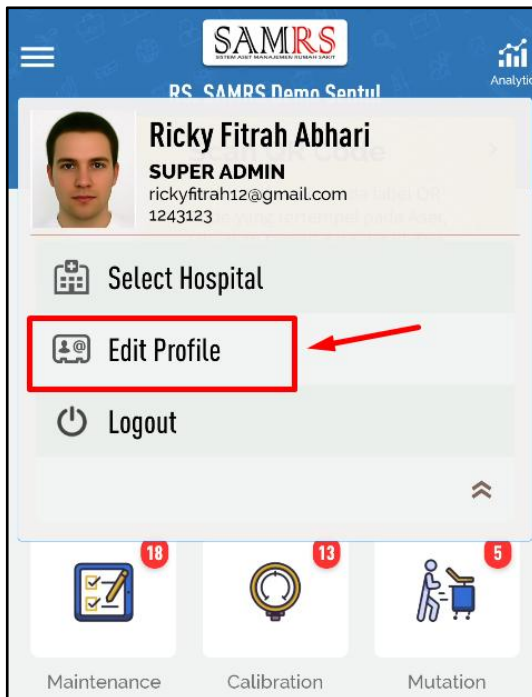 SAMRS
SISTEM ASET MANAJEMEN RUMAH SAKIT
RS. SAMRS Demo Sentul
Analytic
Ricky Fitrah Abhari
SUPER ADMIN
rickyfitrah12@gmail.com
1243123
Select Hospital
Edit Profile
Logout
18
13
5
Maintenance
Calibration
Mutation